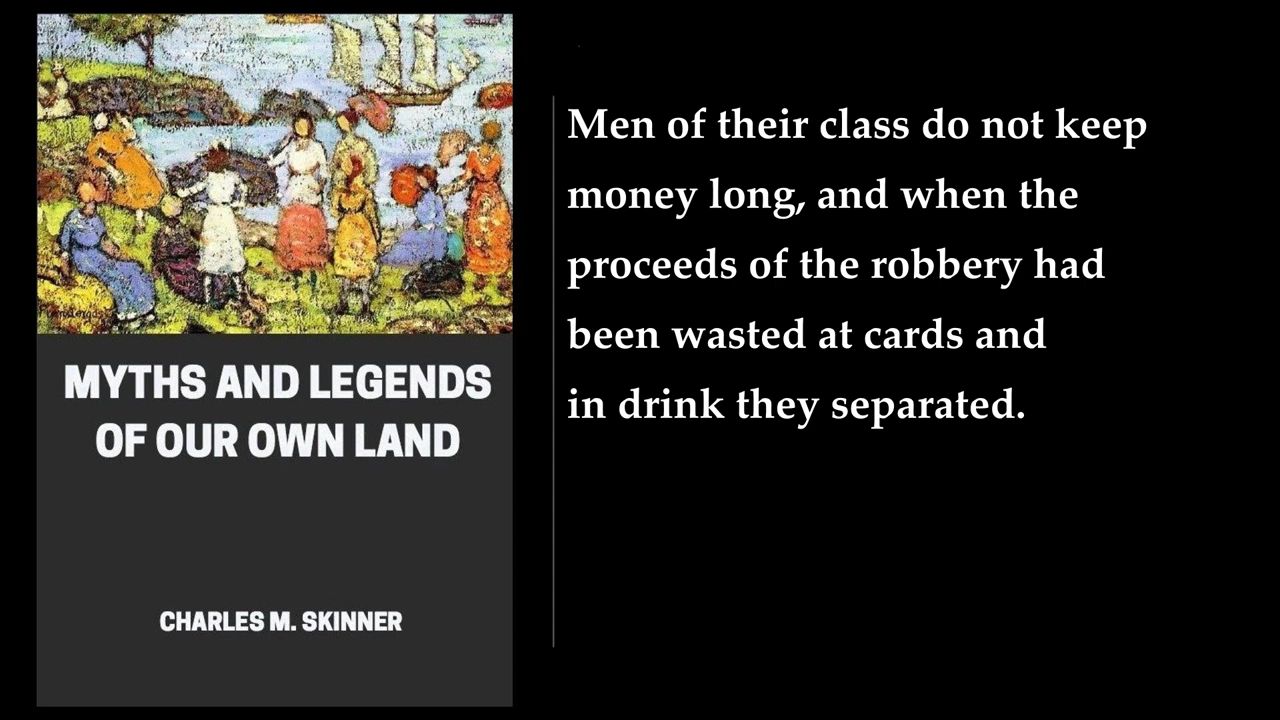 MYTHS AND LEGENDS
OF OUR OWN LAND
CHARLES M. SKINNER
Men of their class do not keep
money long, and when the
proceeds of the robbery had
been wasted at cards and
in drink they separated.